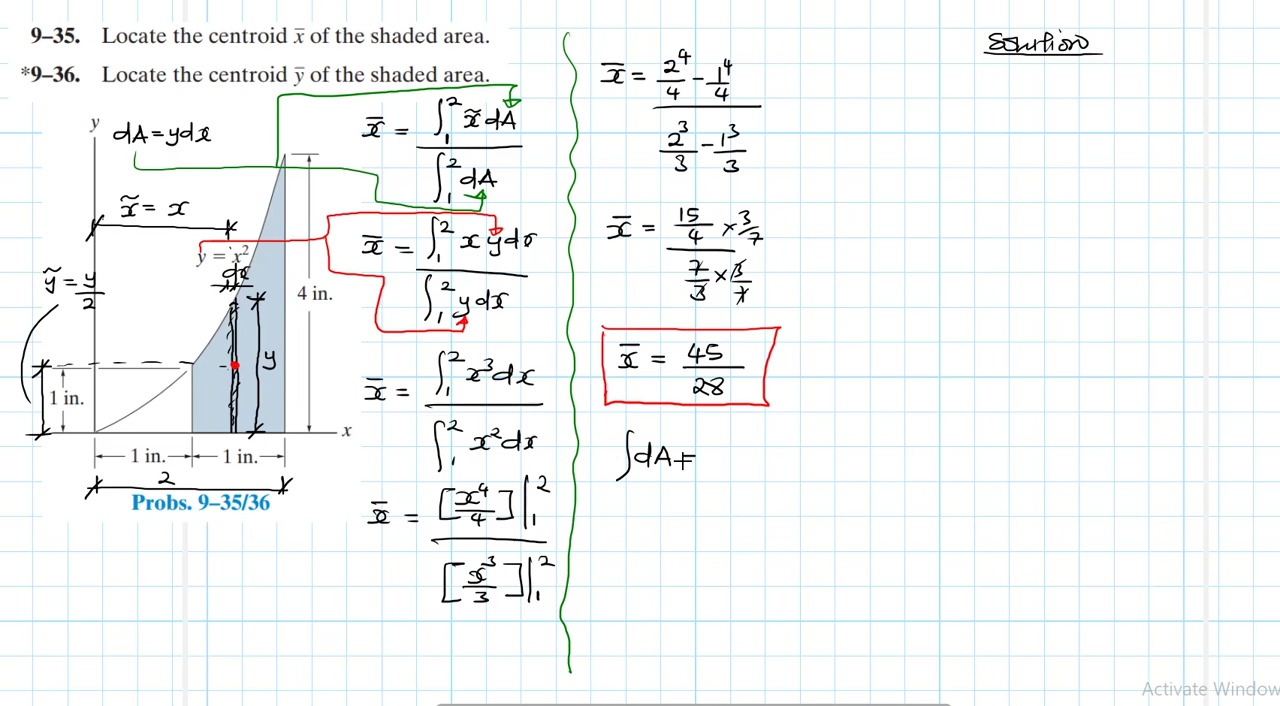 9–35. Locate the centroid x̄ of the shaded area.
*9–36. Locate the centroid ȳ of the shaded area.
y
dA = ydx
x̃ = x
y = x²
dx
ỹ = y/2
4 in.
y
1 in.
x
1 in.
1 in.
2
Probs. 9–35/36
x̄ = ∫₁² x̃ dA / ∫₁² dA
x̄ = ∫₁² x y dx / ∫₁² y dx
x̄ = ∫₁² x³ dx / ∫₁² x² dx
x̄ = [x⁴/4]|₁² / [x³/3]|₁²
x̄ = (2⁴/4 − 1⁴/4) / (2³/3 − 1³/3)
x̄ = (15/4 × 3/7) / (7/3 × 3/7)
x̄ = 45/28
∫dA =
Solution
Activate Window